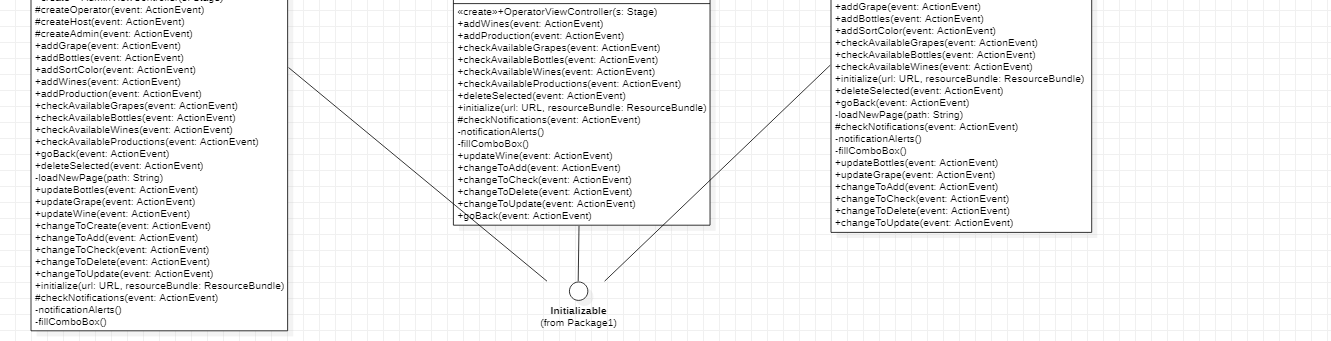 #createOperator(event: ActionEvent)
#createHost(event: ActionEvent)
#createAdmin(event: ActionEvent)
+addGrape(event: ActionEvent)
+addBottles(event: ActionEvent)
+addSortColor(event: ActionEvent)
+addWines(event: ActionEvent)
+addProduction(event: ActionEvent)
+checkAvailableGrapes(event: ActionEvent)
+checkAvailableBottles(event: ActionEvent)
+checkAvailableWines(event: ActionEvent)
+checkAvailableProductions(event: ActionEvent)
+goBack(event: ActionEvent)
+deleteSelected(event: ActionEvent)
-loadNewPage(path: String)
+updateBottles(event: ActionEvent)
+updateGrape(event: ActionEvent)
+updateWine(event: ActionEvent)
+changeToCreate(event: ActionEvent)
+changeToAdd(event: ActionEvent)
+changeToCheck(event: ActionEvent)
+changeToDelete(event: ActionEvent)
+changeToUpdate(event: ActionEvent)
+initialize(url: URL, resourceBundle: ResourceBundle)
#checkNotifications(event: ActionEvent)
-notificationAlerts()
-fillComboBox()
«create»+OperatorViewController(s: Stage)
+addWines(event: ActionEvent)
+addProduction(event: ActionEvent)
+checkAvailableGrapes(event: ActionEvent)
+checkAvailableBottles(event: ActionEvent)
+checkAvailableWines(event: ActionEvent)
+checkAvailableProductions(event: ActionEvent)
+deleteSelected(event: ActionEvent)
+initialize(url: URL, resourceBundle: ResourceBundle)
#checkNotifications(event: ActionEvent)
-notificationAlerts()
-fillComboBox()
+updateWine(event: ActionEvent)
+changeToAdd(event: ActionEvent)
+changeToCheck(event: ActionEvent)
+changeToDelete(event: ActionEvent)
+changeToUpdate(event: ActionEvent)
+goBack(event: ActionEvent)
+addGrape(event: ActionEvent)
+addBottles(event: ActionEvent)
+addSortColor(event: ActionEvent)
+checkAvailableGrapes(event: ActionEvent)
+checkAvailableBottles(event: ActionEvent)
+checkAvailableWines(event: ActionEvent)
+initialize(url: URL, resourceBundle: ResourceBundle)
+deleteSelected(event: ActionEvent)
+goBack(event: ActionEvent)
-loadNewPage(path: String)
#checkNotifications(event: ActionEvent)
-notificationAlerts()
-fillComboBox()
+updateBottles(event: ActionEvent)
+updateGrape(event: ActionEvent)
+changeToAdd(event: ActionEvent)
+changeToCheck(event: ActionEvent)
+changeToDelete(event: ActionEvent)
+changeToUpdate(event: ActionEvent)
Initializable
(from Package1)